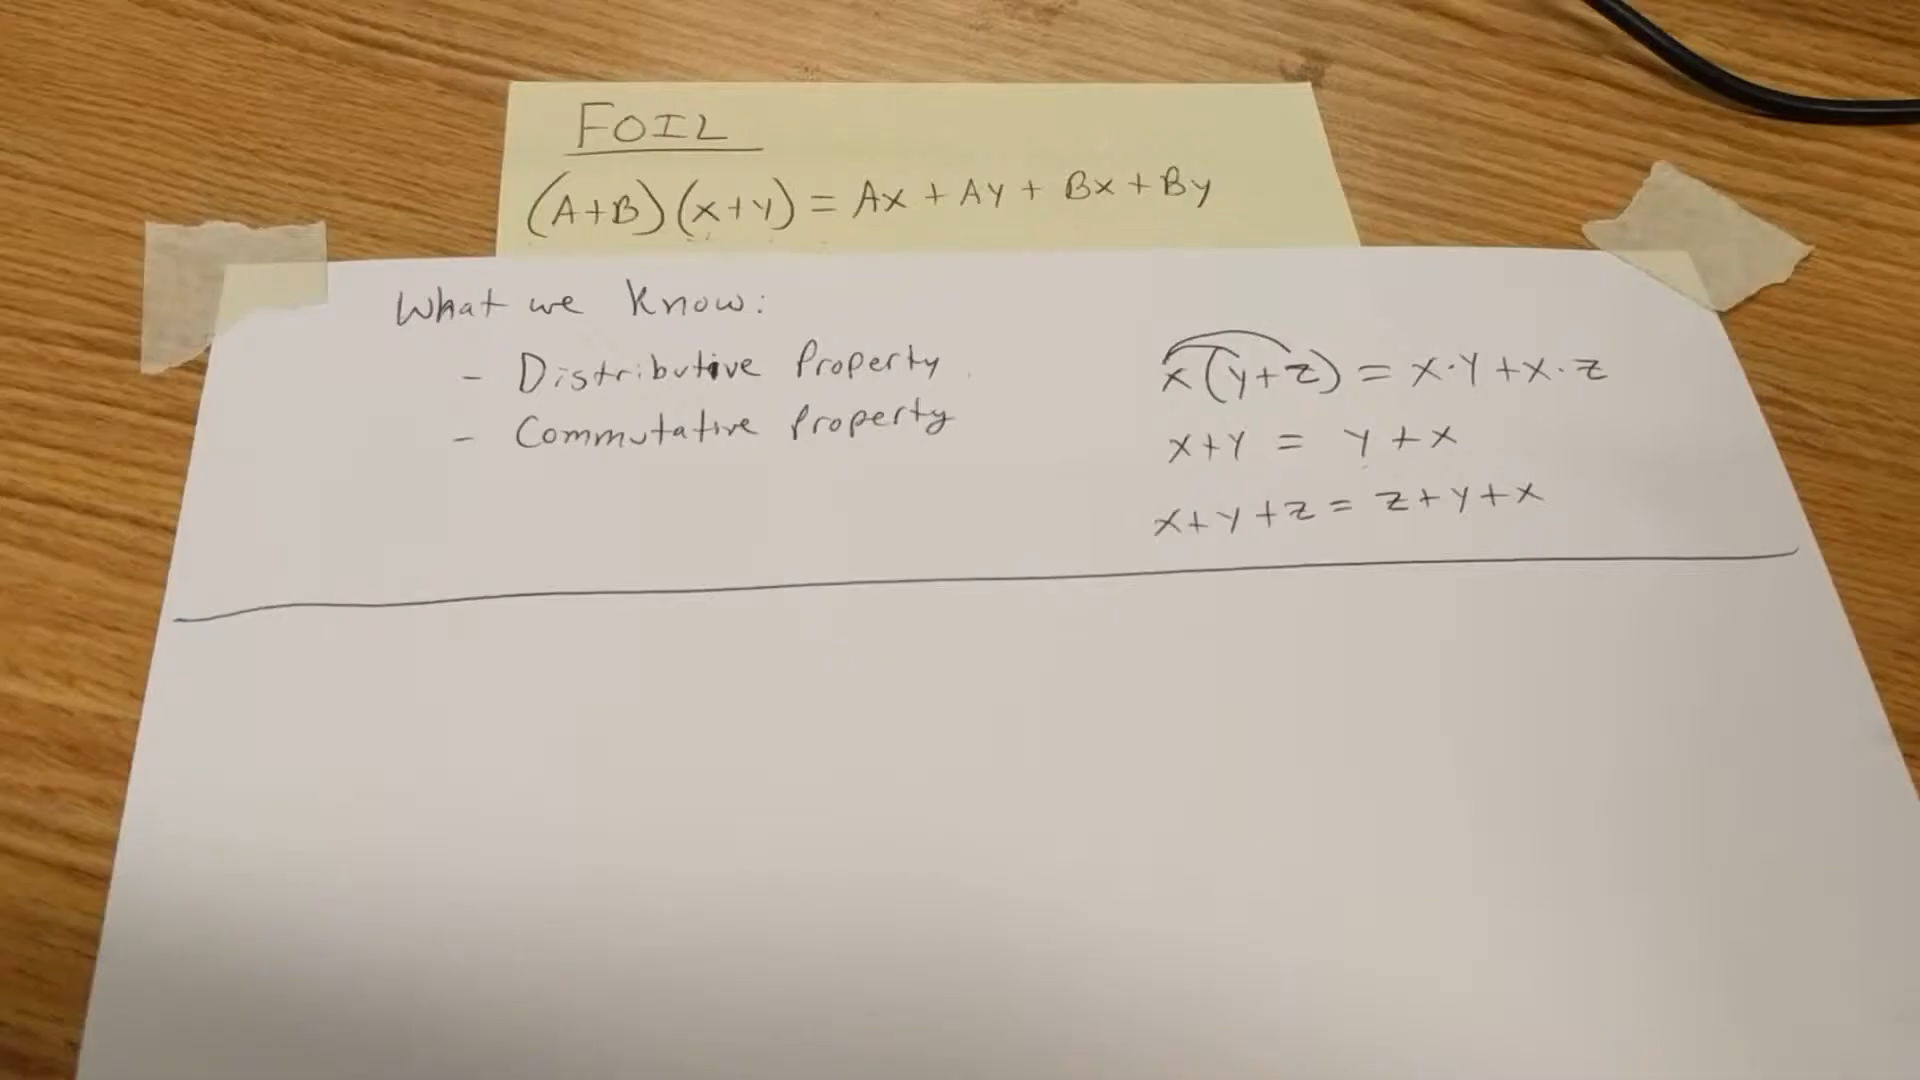 FOIL
(A+B)(x+y) = Ax + Ay + Bx + By
What we know:
- Distributive Property
x(y+z) = x·y + x·z
- Commutative Property
x+y = y+x
x+y+z = z+y+x